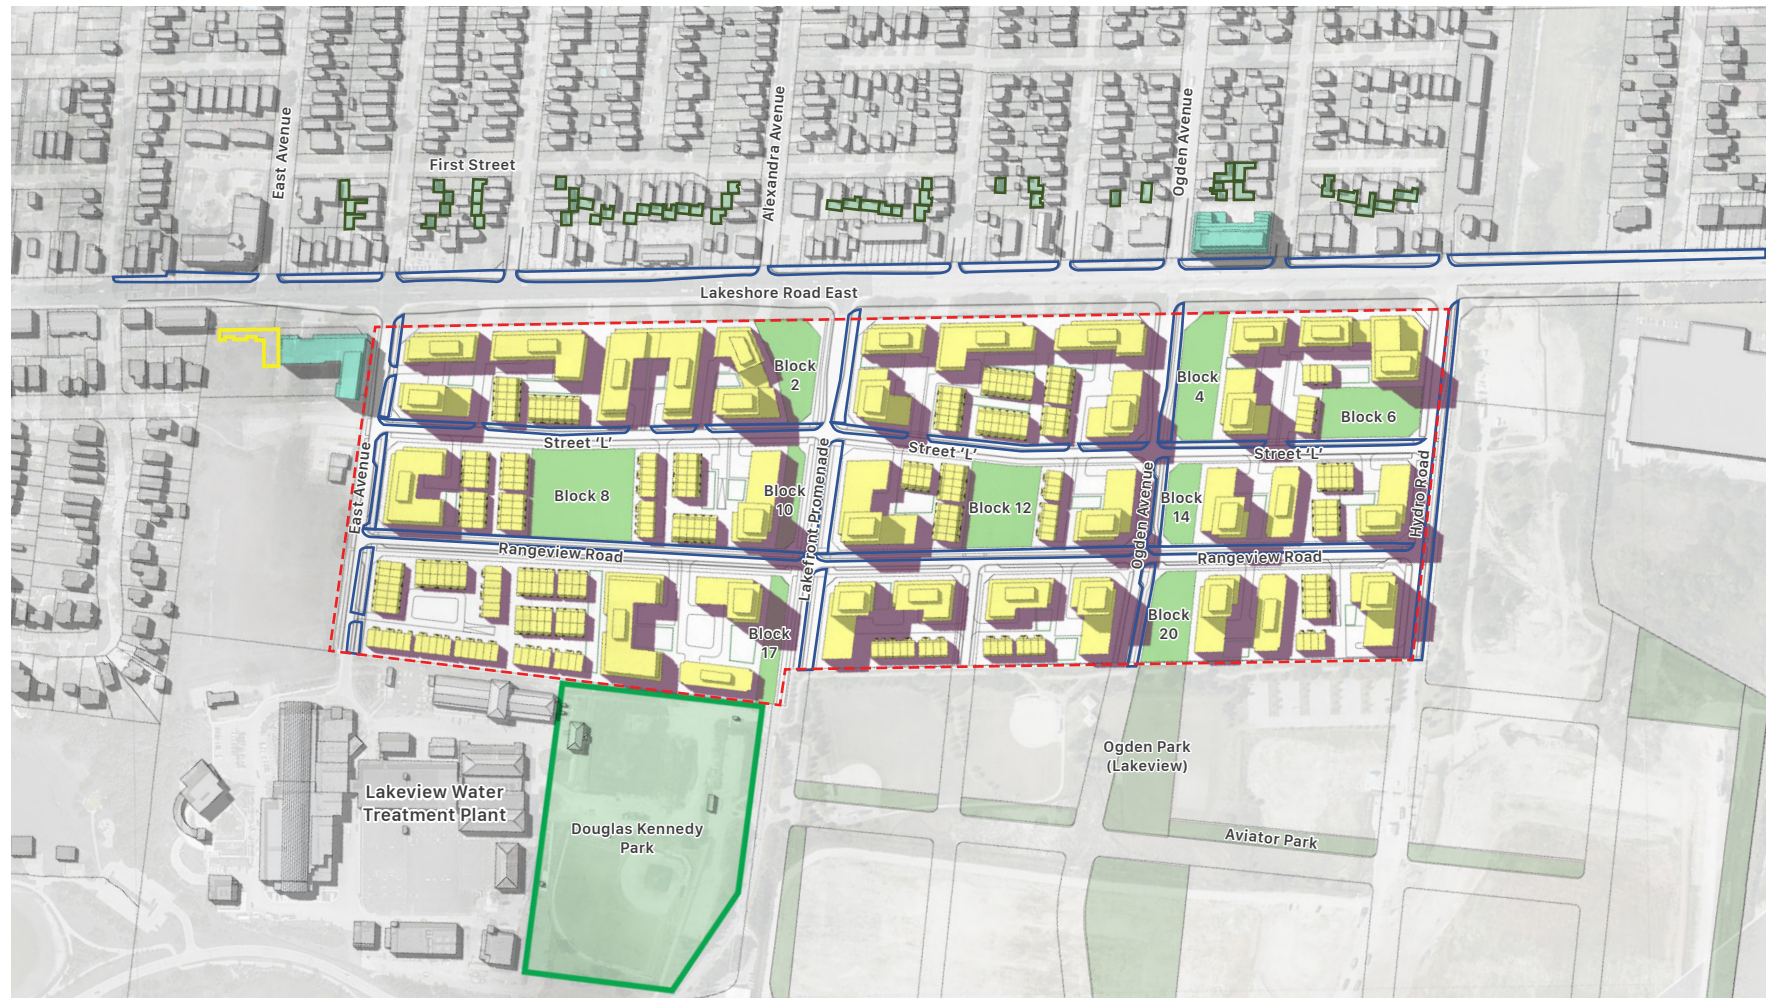 East Avenue
First Street
Alexandra Avenue
Ogden Avenue
Lakeshore Road East
Block
2
Block
4
Block 6
Street ‘L’
Street ‘L’
Street ‘L’
East Avenue
Block 8
Block
10
Lakefront Promenade
Block 12
Ogden Avenue
Block
14
Hydro Road
Rangeview Road
Rangeview Road
Block
17
Block
20
Ogden Park
(Lakeview)
Lakeview Water
Treatment Plant
Douglas Kennedy
Park
Aviator Park